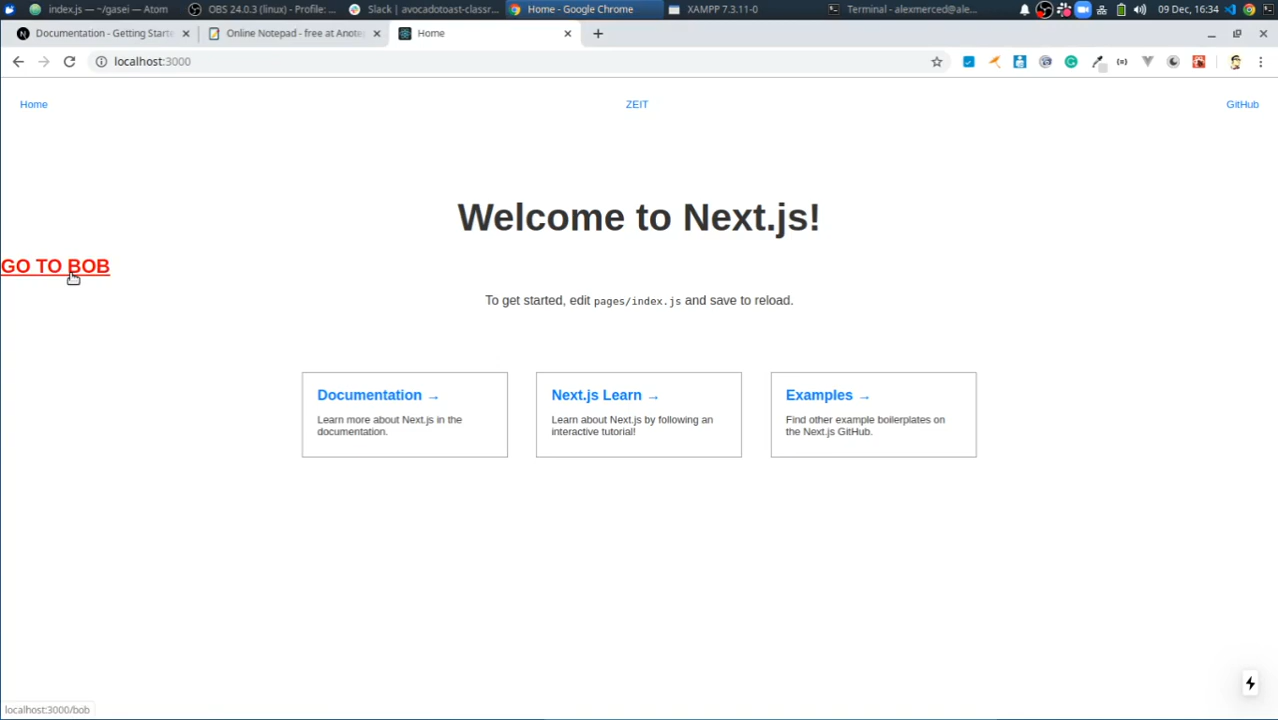 index.js — ~/gasei — Atom
OBS 24.0.3 (linux) - Profile: ...
Slack | avocadotoast-classr...
Home - Google Chrome
XAMPP 7.3.11-0
Terminal - alexmerced@ale...
09 Dec, 16:34
Documentation - Getting Starte
Online Notepad - free at Anote
Home
localhost:3000
Home
ZEIT
GitHub
Welcome to Next.js!
GO TO BOB
To get started, edit pages/index.js and save to reload.
Documentation →
Learn more about Next.js in the
documentation.
Next.js Learn →
Learn about Next.js by following an
interactive tutorial!
Examples →
Find other example boilerplates on
the Next.js GitHub.
localhost:3000/bob